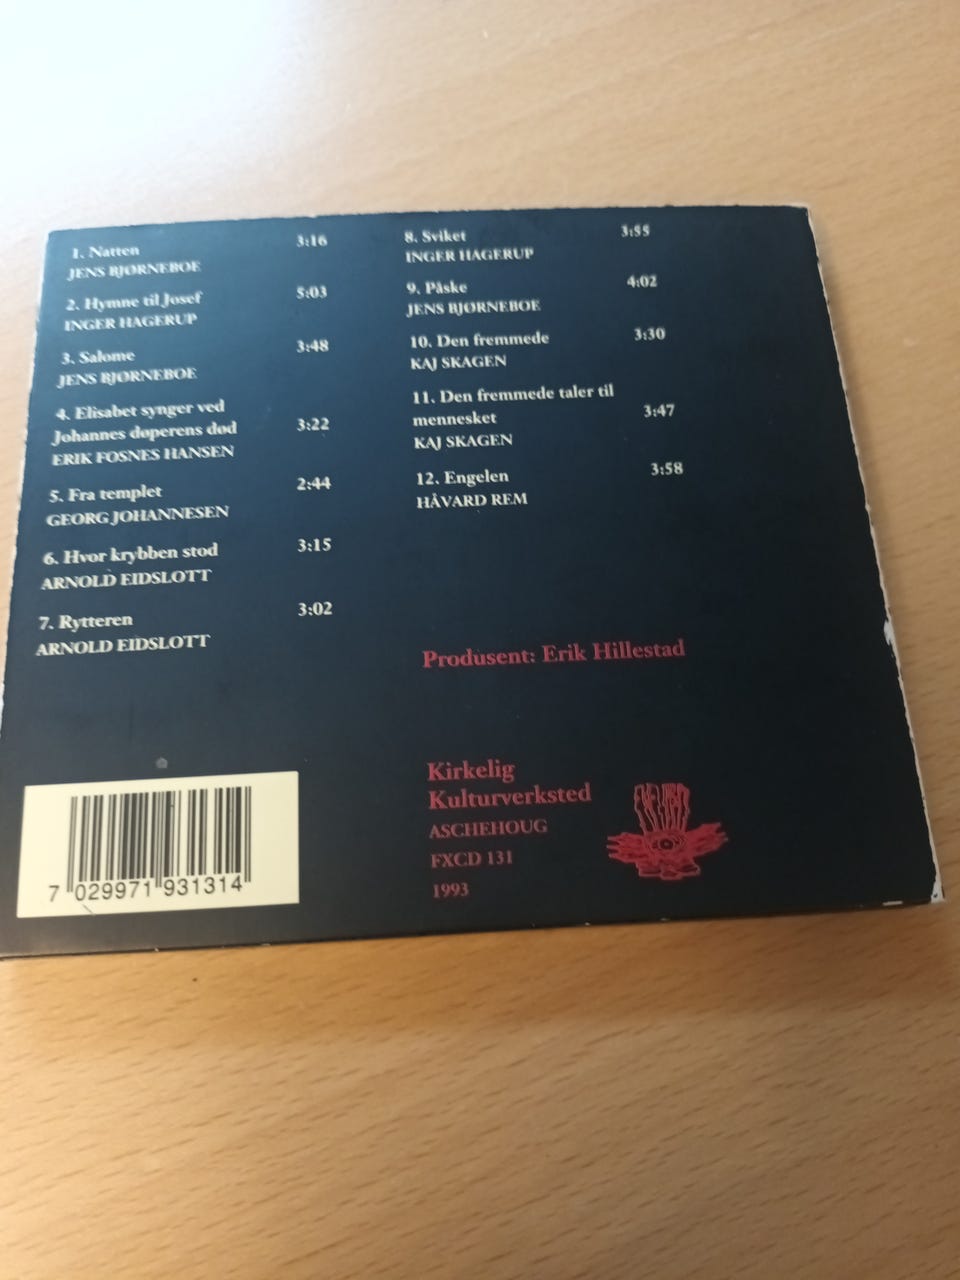 1. Natten 3:16
JENS BJØRNEBOE
2. Hymne til Josef 5:03
INGER HAGERUP
3. Salome 3:48
JENS BJØRNEBOE
4. Elisabet synger ved
Johannes døperens død 3:22
ERIK FOSNES HANSEN
5. Fra templet 2:44
GEORG JOHANNESEN
6. Hvor krybben stod 3:15
ARNOLD EIDSLOTT
7. Rytteren 3:02
ARNOLD EIDSLOTT
8. Sviket 3:55
INGER HAGERUP
9. Påske 4:02
JENS BJØRNEBOE
10. Den fremmede 3:30
KAJ SKAGEN
11. Den fremmede taler til
mennesket 3:47
KAJ SKAGEN
12. Engelen 3:58
HÅVARD REM
Produsent: Erik Hillestad
Kirkelig
Kulturverksted
ASCHEHOUG
FXCD 131
1993
7 029971 931314